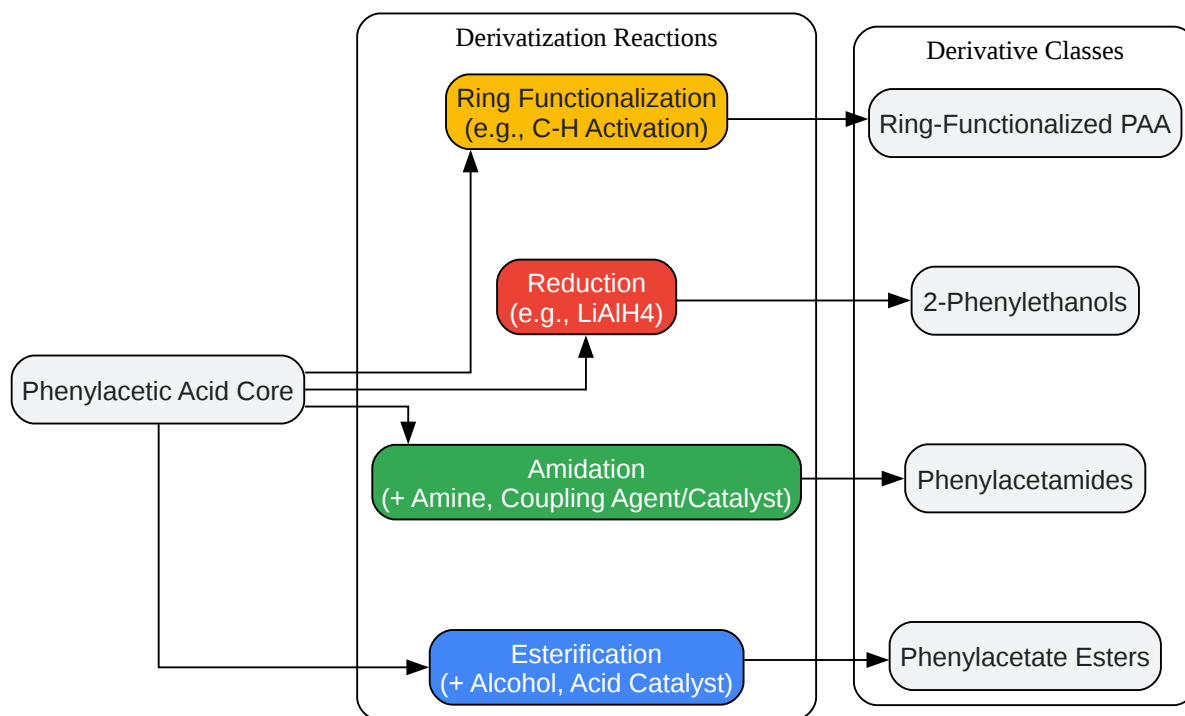 Derivatization Reactions
Derivative Classes
Ring Functionalization
(e.g., C-H Activation)
Ring-Functionalized PAA
Reduction
(e.g., LiAlH4)
2-Phenylethanols
Phenylacetic Acid Core
Amidation
(+ Amine, Coupling Agent/Catalyst)
Phenylacetamides
Esterification
(+ Alcohol, Acid Catalyst)
Phenylacetate Esters